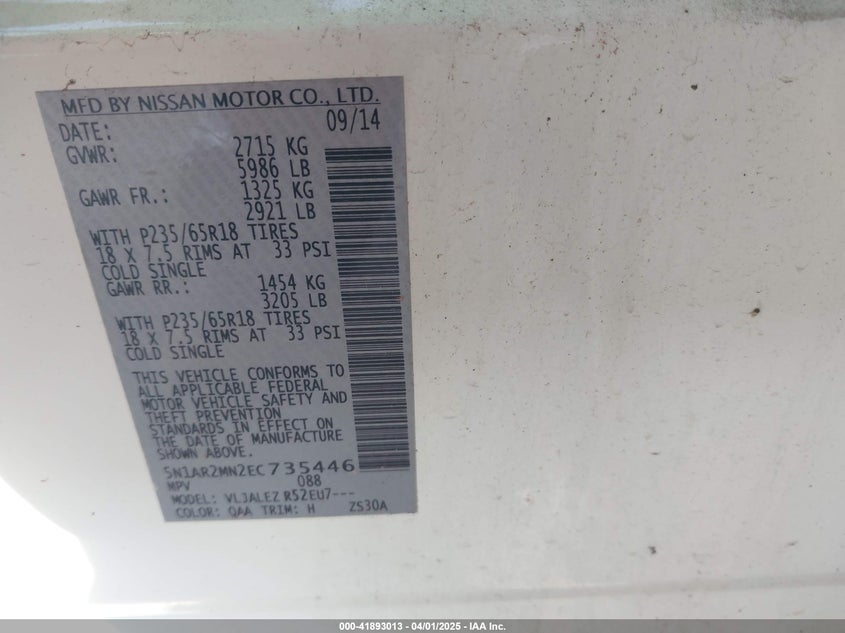 MFD BY NISSAN MOTOR CO., LTD.
DATE: 09/14
GVWR: 2715 KG
5986 LB
GAWR FR.: 1325 KG
2921 LB
WITH P235/65R18 TIRES
18 X 7.5 RIMS AT 33 PSI
COLD SINGLE
GAWR RR.: 1454 KG
3205 LB
WITH P235/65R18 TIRES
18 X 7.5 RIMS AT 33 PSI
COLD SINGLE
THIS VEHICLE CONFORMS TO
ALL APPLICABLE FEDERAL
MOTOR VEHICLE SAFETY AND
THEFT PREVENTION
STANDARDS IN EFFECT ON
THE DATE OF MANUFACTURE
SHOWN ABOVE.
5N1AR2MN2EC735446
MPV 088
MODEL: VLJALEZ R52EU7---
COLOR: QAA TRIM: H ZS30A
000-41893013 - 04/01/2025 - IAA Inc.